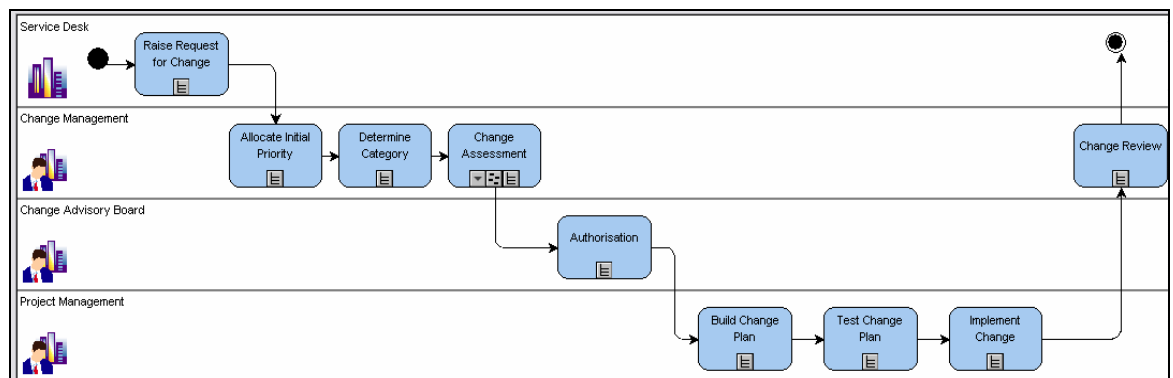 Service Desk
Raise Request
for Change
Change Management
Allocate Initial
Priority
Determine
Category
Change
Assessment
Change Review
Change Advisory Board
Authorisation
Project Management
Build Change
Plan
Test Change
Plan
Implement
Change